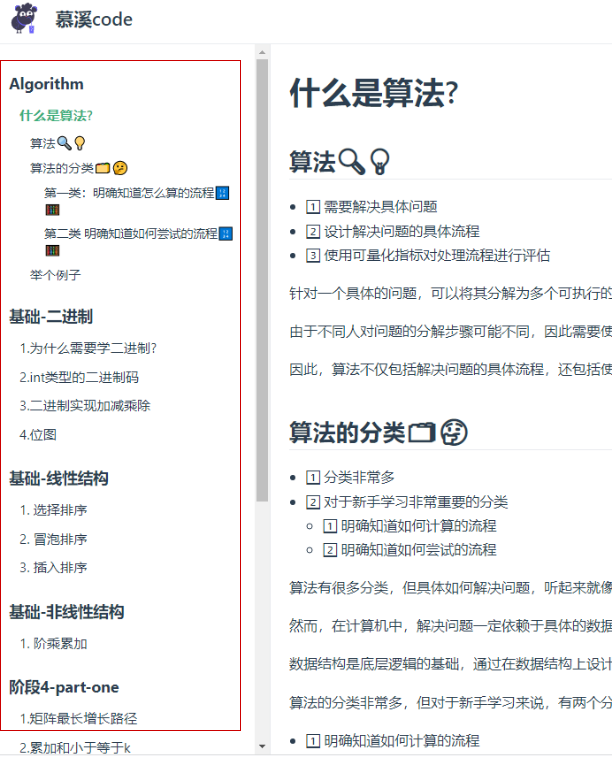 慕溪code
Algorithm
什么是算法?
算法🔍💡
算法的分类🗂️🤔
第一类：明确知道怎么算的流程🔢
🧮
第二类 明确知道如何尝试的流程🔢
🧮
举个例子
基础-二进制
1.为什么需要学二进制?
2.int类型的二进制码
3.二进制实现加减乘除
4.位图
基础-线性结构
1. 选择排序
2. 冒泡排序
3. 插入排序
基础-非线性结构
1. 阶乘累加
阶段4-part-one
1.矩阵最长增长路径
2.累加和小于等于k
什么是算法?
算法🔍💡
1️⃣ 需要解决具体问题
2️⃣ 设计解决问题的具体流程
3️⃣ 使用可量化指标对处理流程进行评估
针对一个具体的问题，可以将其分解为多个可执行的
由于不同人对问题的分解步骤可能不同，因此需要使
因此，算法不仅包括解决问题的具体流程，还包括使
算法的分类🗂️🤔
1️⃣ 分类非常多
2️⃣ 对于新手学习非常重要的分类
1️⃣ 明确知道如何计算的流程
2️⃣ 明确知道如何尝试的流程
算法有很多分类，但具体如何解决问题，听起来就像
然而，在计算机中，解决问题一定依赖于具体的数据
数据结构是底层逻辑的基础，通过在数据结构上设计
算法的分类非常多，但对于新手学习来说，有两个分
1️⃣ 明确知道如何计算的流程